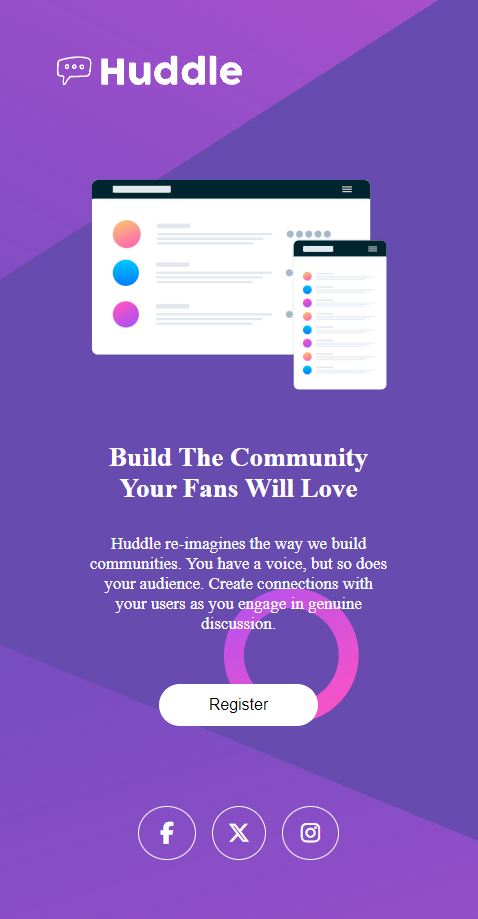 Huddle
Build The Community
Your Fans Will Love
Huddle re-imagines the way we build
communities. You have a voice, but so does
your audience. Create connections with
your users as you engage in genuine
discussion.
Register